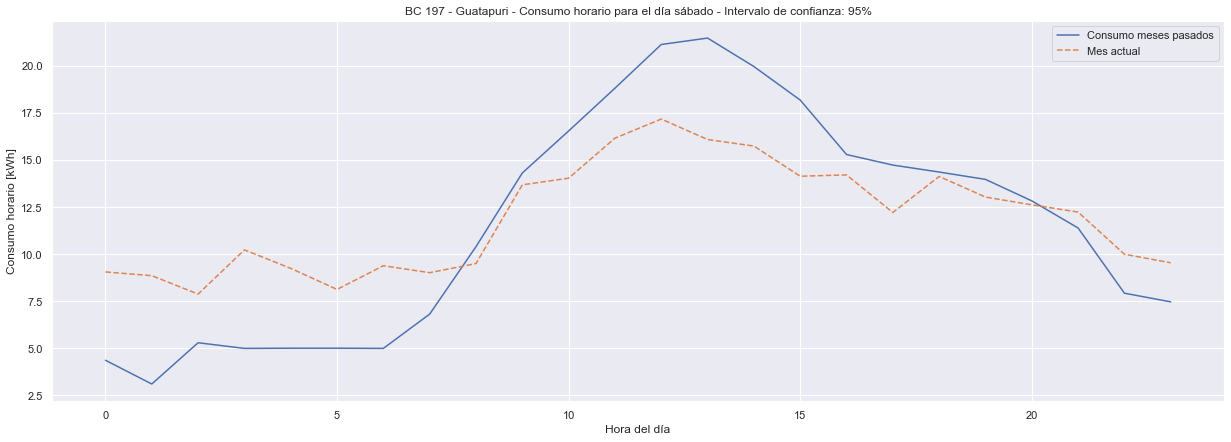 BC 197 - Guatapuri - Consumo horario para el día sábado - Intervalo de confianza: 95%
Consumo meses pasados
Mes actual
Consumo horario [kWh]
20.0
17.5
15.0
12.5
10.0
7.5
5.0
2.5
0 5 10 15 20
Hora del día